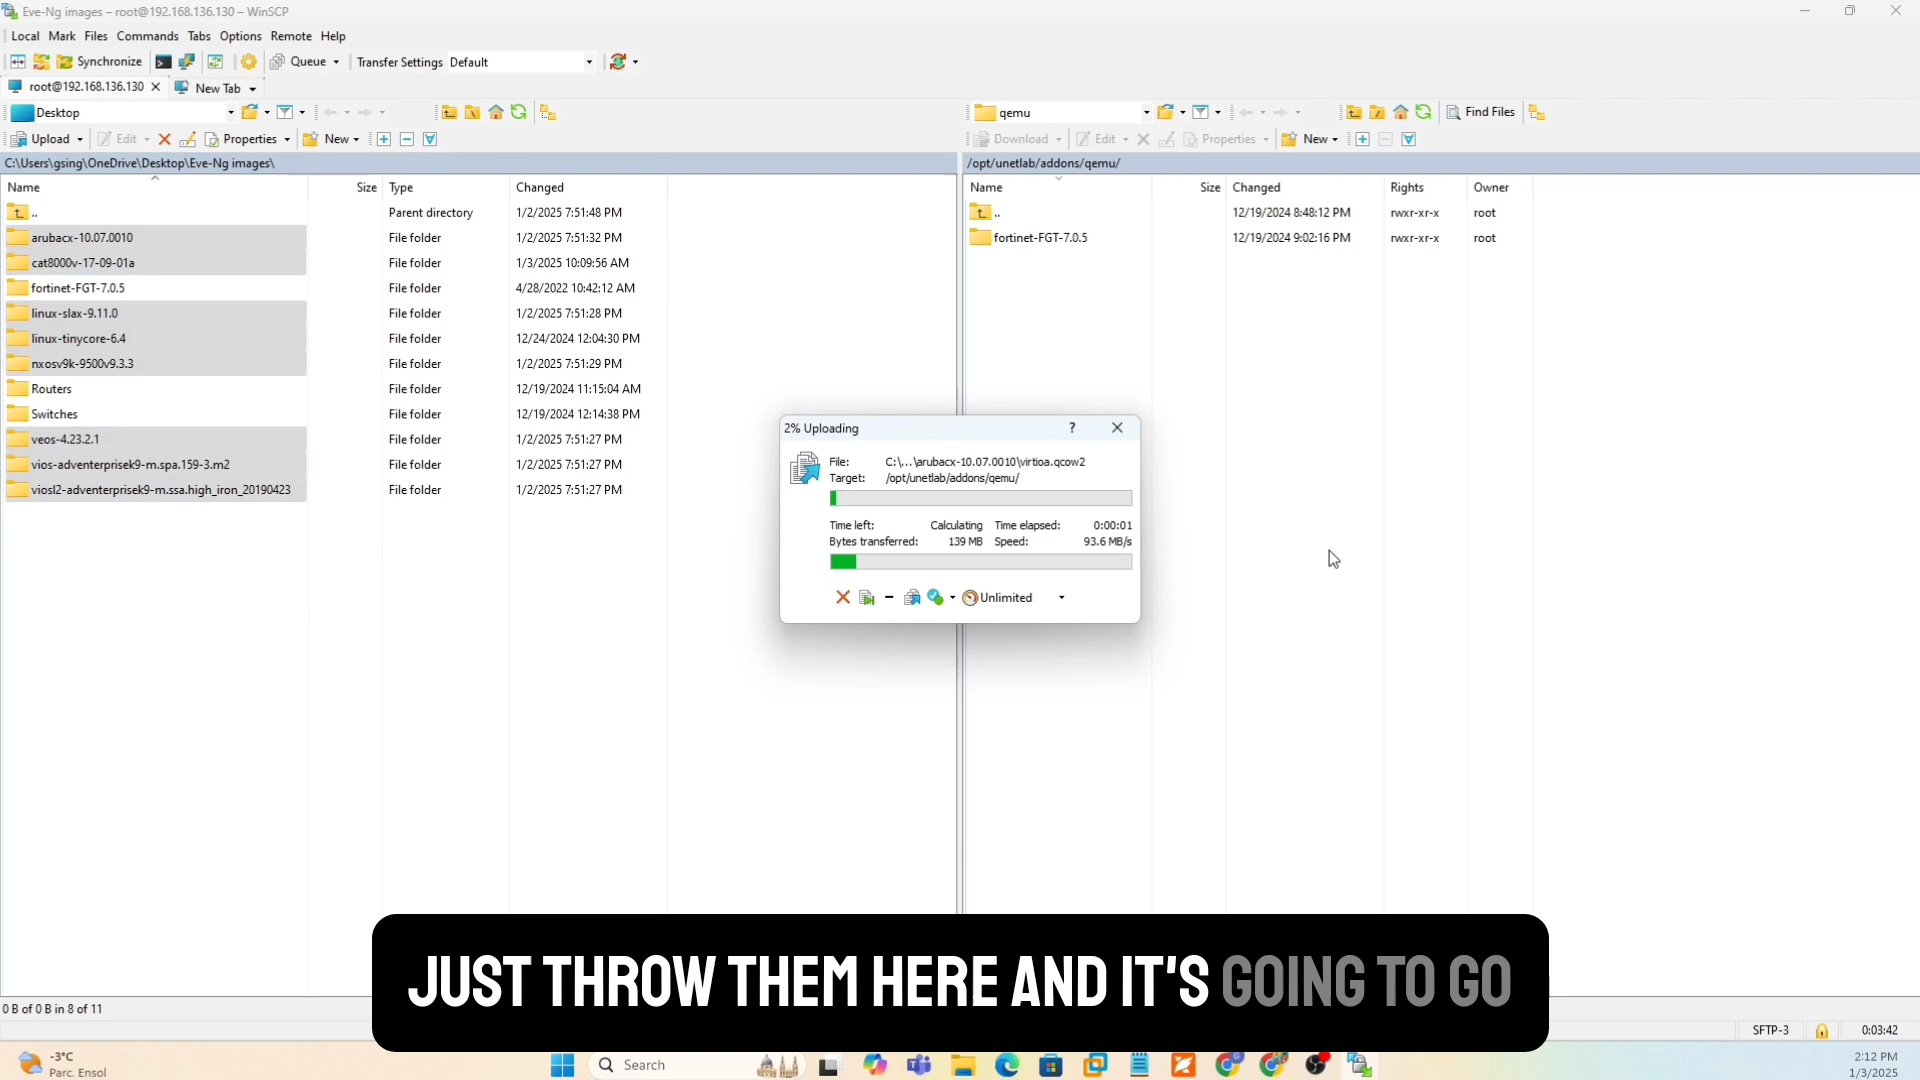 Eve-Ng images – root@192.168.136.130 – WinSCP
Local Mark Files Commands Tabs Options Remote Help
Synchronize Queue Transfer Settings Default
root@192.168.136.130 New Tab
Desktop
qemu Find Files
Upload Edit Properties New
Download Edit Properties New
C:\Users\gsing\OneDrive\Desktop\Eve-Ng images\
/opt/unetlab/addons/qemu/
Name Size Type Changed
.. Parent directory 1/2/2025 7:51:48 PM
arubacx-10.07.0010 File folder 1/2/2025 7:51:32 PM
cat8000v-17-09-01a File folder 1/3/2025 10:09:56 AM
fortinet-FGT-7.0.5 File folder 4/28/2022 10:42:12 AM
linux-slax-9.11.0 File folder 1/2/2025 7:51:28 PM
linux-tinycore-6.4 File folder 12/24/2024 12:04:30 PM
nxosv9k-9500v9.3.3 File folder 1/2/2025 7:51:29 PM
Routers File folder 12/19/2024 11:15:04 AM
Switches File folder 12/19/2024 12:14:38 PM
veos-4.23.2.1 File folder 1/2/2025 7:51:27 PM
vios-adventerprisek9-m.spa.159-3.m2 File folder 1/2/2025 7:51:27 PM
viosl2-adventerprisek9-m.ssa.high_iron_20190423 File folder 1/2/2025 7:51:27 PM
Name Size Changed Rights Owner
.. 12/19/2024 8:48:12 PM rwxr-xr-x root
fortinet-FGT-7.0.5 12/19/2024 9:02:16 PM rwxr-xr-x root
2% Uploading ?
File: C:\...\arubacx-10.07.0010\virtioa.qcow2
Target: /opt/unetlab/addons/qemu/
Time left: Calculating Time elapsed: 0:00:01
Bytes transferred: 139 MB Speed: 93.6 MB/s
Unlimited
JUST THROW THEM HERE AND IT'S GOING TO GO
0 B of 0 B in 8 of 11
SFTP-3 0:03:42
-3°C
Parc. Ensol
Search
2:12 PM
1/3/2025